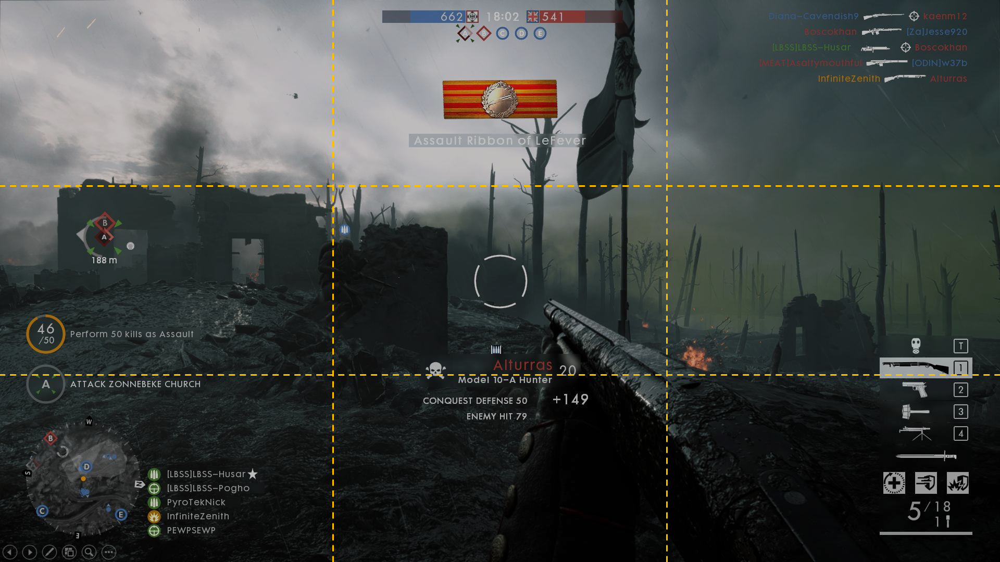 662 18:02 541
A B C D E
Diana-Cavendish9 kaenm12
Boscokhan [Za]Jesse920
[LBSS]LBSS-Husar Boscokhan
[MEAT]Asaltymouthful [ODIN]w37b
InfiniteZenith Alturras
Assault Ribbon of LeFever
B
A
188 m
46
/50
Perform 50 kills as Assault
A
ATTACK ZONNEBEKE CHURCH
Alturras 20
Model 10-A Hunter
CONQUEST DEFENSE 50 +149
ENEMY HIT 79
T
1
2
3
4
W
B
A
D
S
N
C
E
E
[LBSS]LBSS-Husar
[LBSS]LBSS-Pogho
PyroTekNick
InfiniteZenith
PEWPSEWP
5/18
1